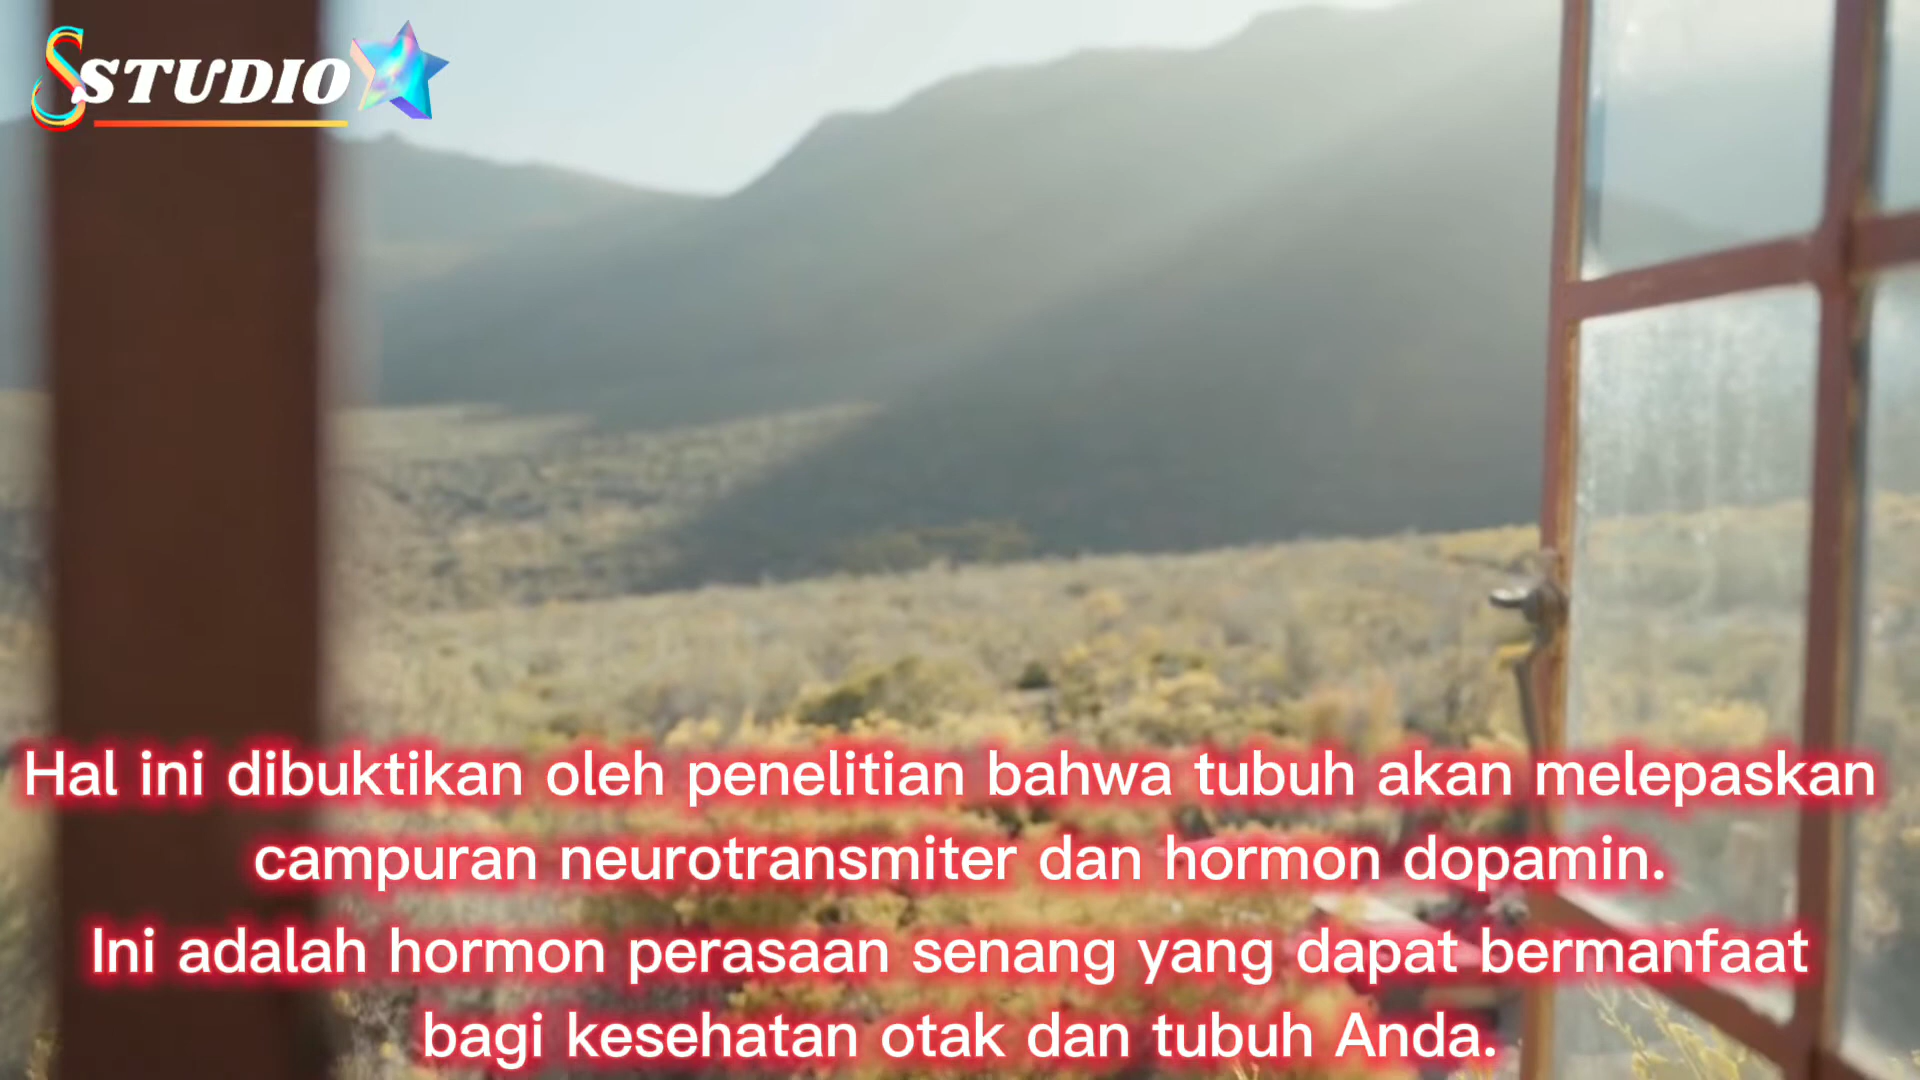 SSTUDIO
Hal ini dibuktikan oleh penelitian bahwa tubuh akan melepaskan
campuran neurotransmiter dan hormon dopamin.
Ini adalah hormon perasaan senang yang dapat bermanfaat
bagi kesehatan otak dan tubuh Anda.